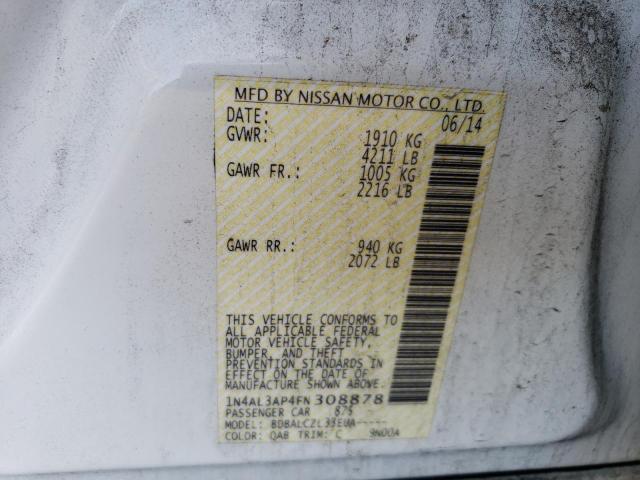 MFD BY NISSAN MOTOR CO., LTD.
DATE: 06/14
GVWR: 1910 KG
4211 LB
GAWR FR.: 1005 KG
2216 LB
GAWR RR.: 940 KG
2072 LB
THIS VEHICLE CONFORMS TO
ALL APPLICABLE FEDERAL
MOTOR VEHICLE SAFETY,
BUMPER, AND THEFT
PREVENTION STANDARDS IN
EFFECT ON THE DATE OF
MANUFACTURE SHOWN ABOVE.
1N4AL3AP4FN308878
PASSENGER CAR
MODEL: BDBALCZL33EUA-----
COLOR: QAB TRIM: C